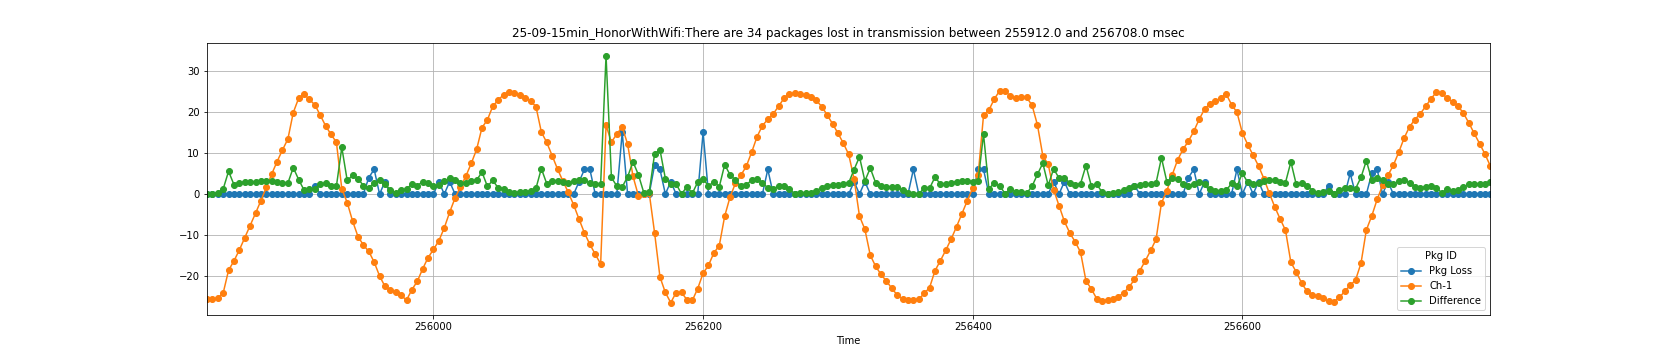 25-09-15min_HonorWithWifi:There are 34 packages lost in transmission between 255912.0 and 256708.0 msec
30
20
10
0
−10
−20
256000
256200
256400
256600
Time
Pkg ID
Pkg Loss
Ch-1
Difference